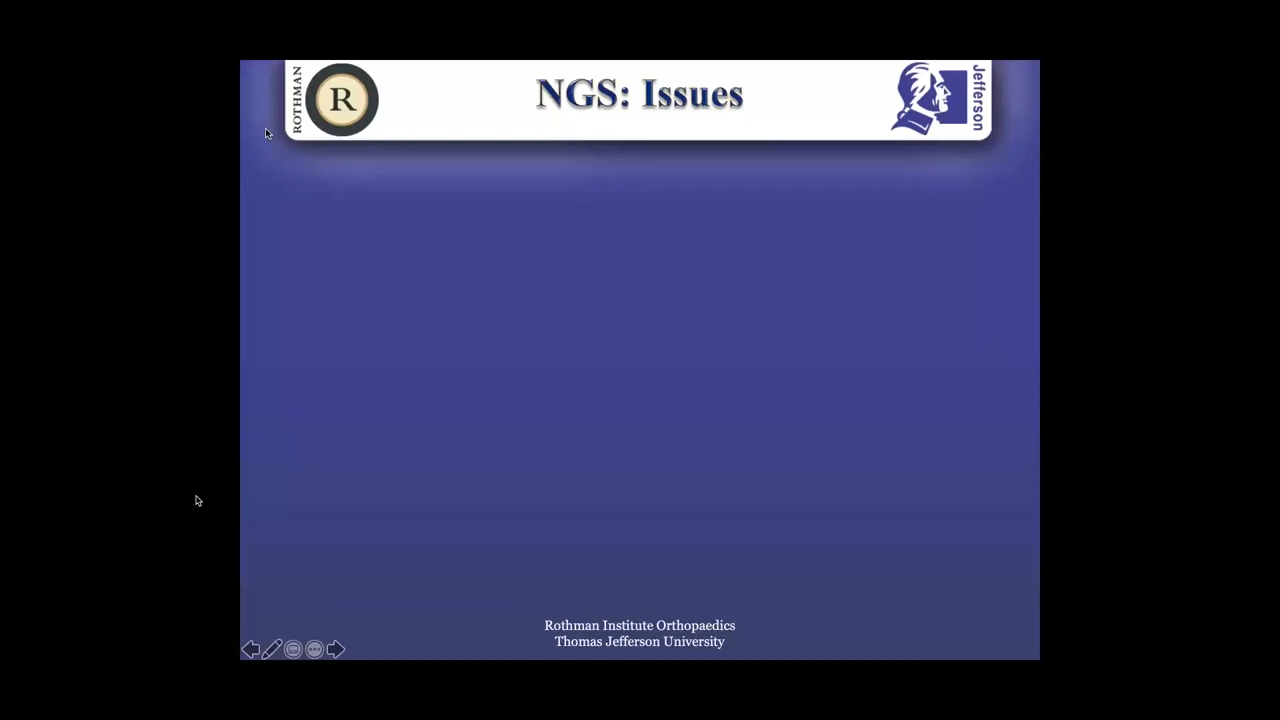 ROTHMAN
R
NGS: Issues
Jefferson
Rothman Institute Orthopaedics
Thomas Jefferson University